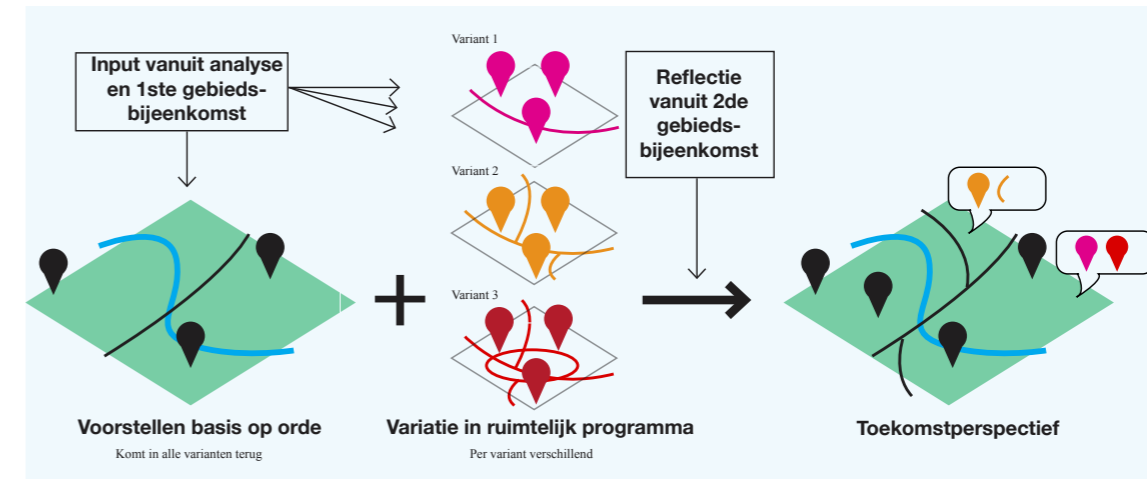 Input vanuit analyse
en 1ste gebieds-
bijeenkomst
Variant 1
Reflectie
vanuit 2de
gebieds-
bijeenkomst
Variant 2
Variant 3
Voorstellen basis op orde
Komt in alle varianten terug
Variatie in ruimtelijk programma
Per variant verschillend
Toekomstperspectief